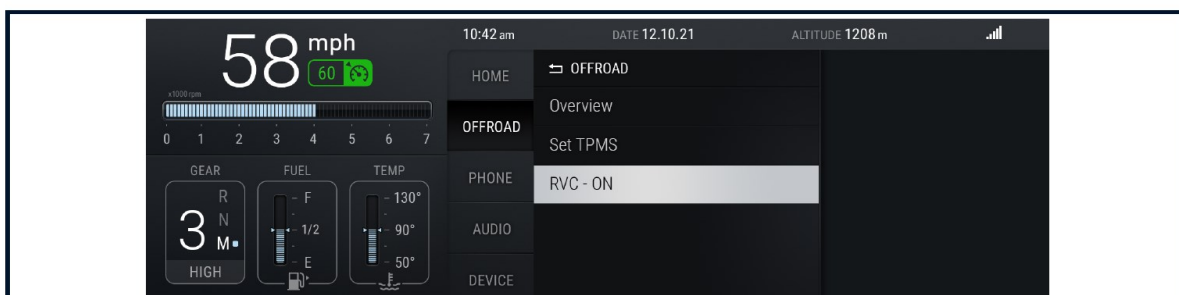 58 mph
60
x1000 rpm
0 1 2 3 4 5 6 7
GEAR
R
N
3 M
HIGH
FUEL
F
1/2
E
TEMP
130°
90°
50°
10:42 am
DATE 12.10.21
ALTITUDE 1208 m
HOME
OFFROAD
PHONE
AUDIO
DEVICE
OFFROAD
Overview
Set TPMS
RVC - ON